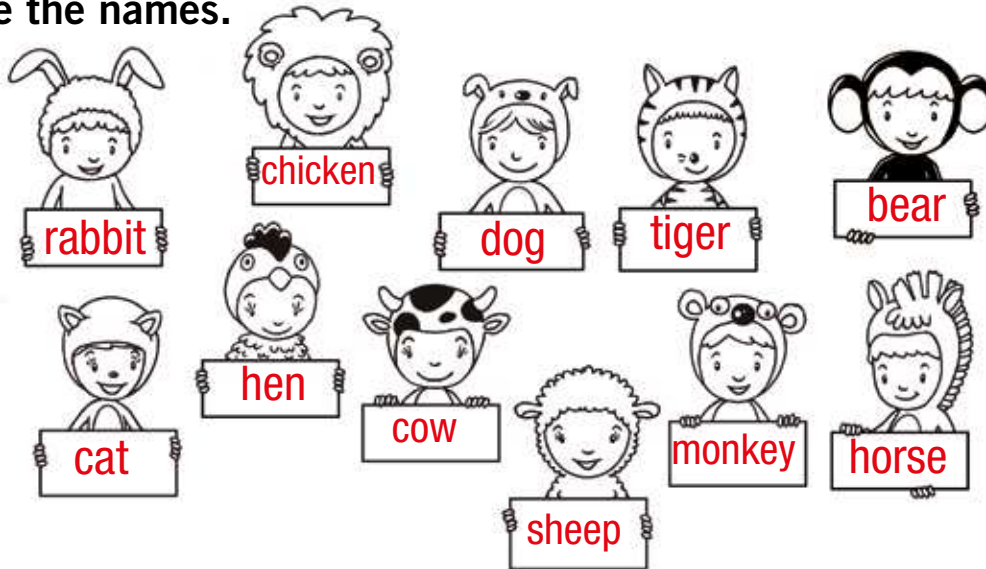 e the names.
chicken
rabbit
dog
tiger
bear
hen
cow
cat
monkey
horse
sheep